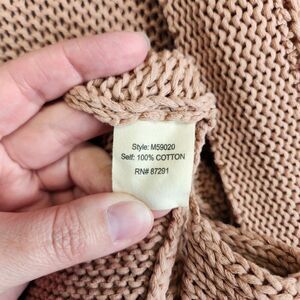 Style: M59020
Self: 100% COTTON
RN# 87291